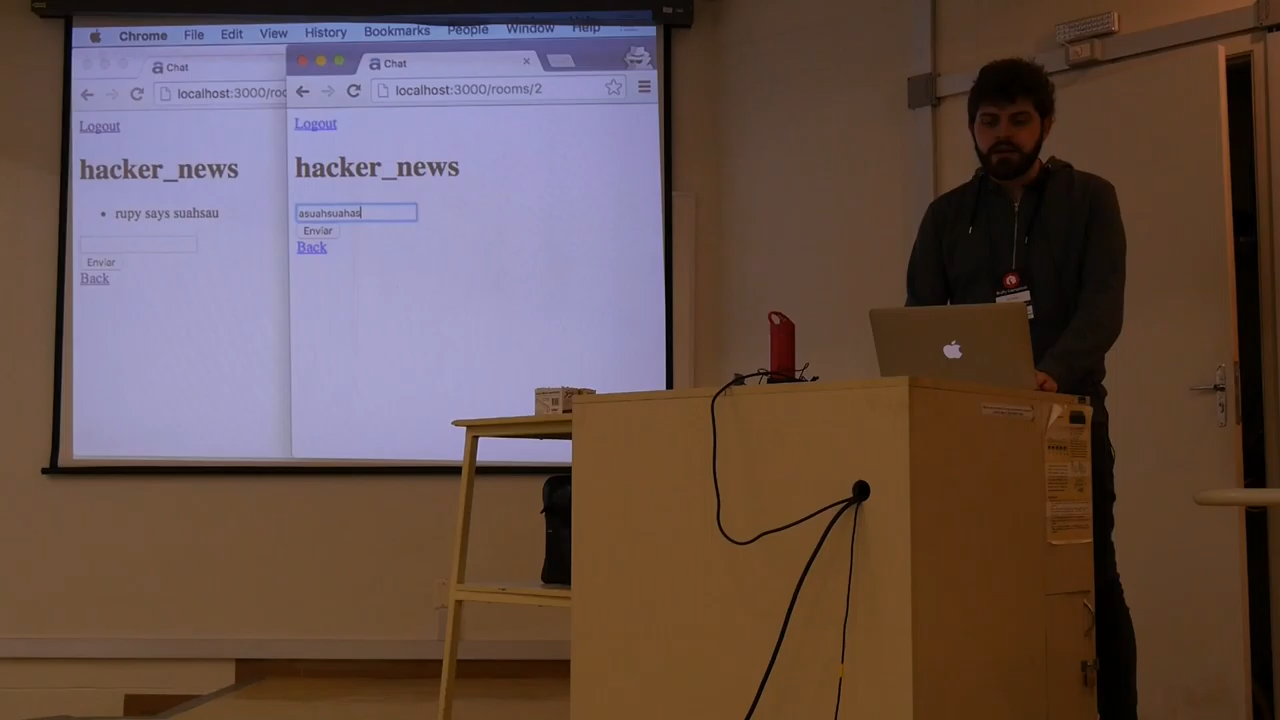 Chrome File Edit View History Bookmarks People Window Help
Chat
localhost:3000/roo
Logout
hacker_news
rupy says suahsau
Enviar
Back
Chat
localhost:3000/rooms/2
Logout
hacker_news
asuahsuahas
Enviar
Back